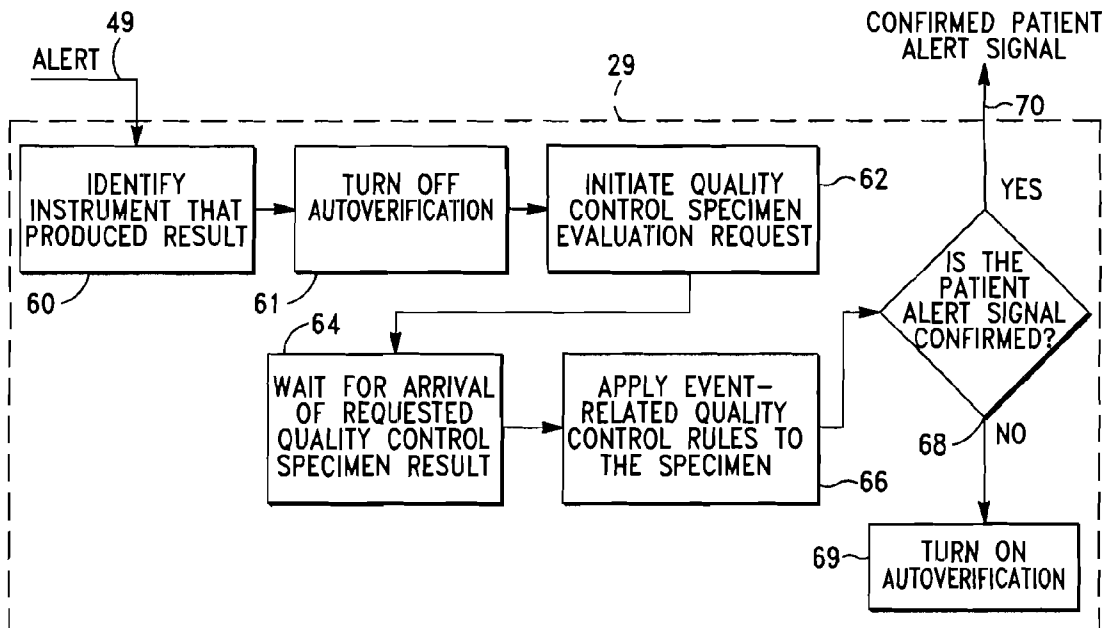 49
ALERT
29
CONFIRMED PATIENT
ALERT SIGNAL
70
IDENTIFY
INSTRUMENT THAT
PRODUCED RESULT
60
TURN OFF
AUTOVERIFICATION
61
INITIATE QUALITY
CONTROL SPECIMEN
EVALUATION REQUEST
62
YES
IS THE
PATIENT
ALERT SIGNAL
CONFIRMED?
68
NO
64
WAIT FOR ARRIVAL
OF REQUESTED
QUALITY CONTROL
SPECIMEN RESULT
APPLY EVENT-
RELATED QUALITY
CONTROL RULES TO
THE SPECIMEN
66
69
TURN ON
AUTOVERIFICATION